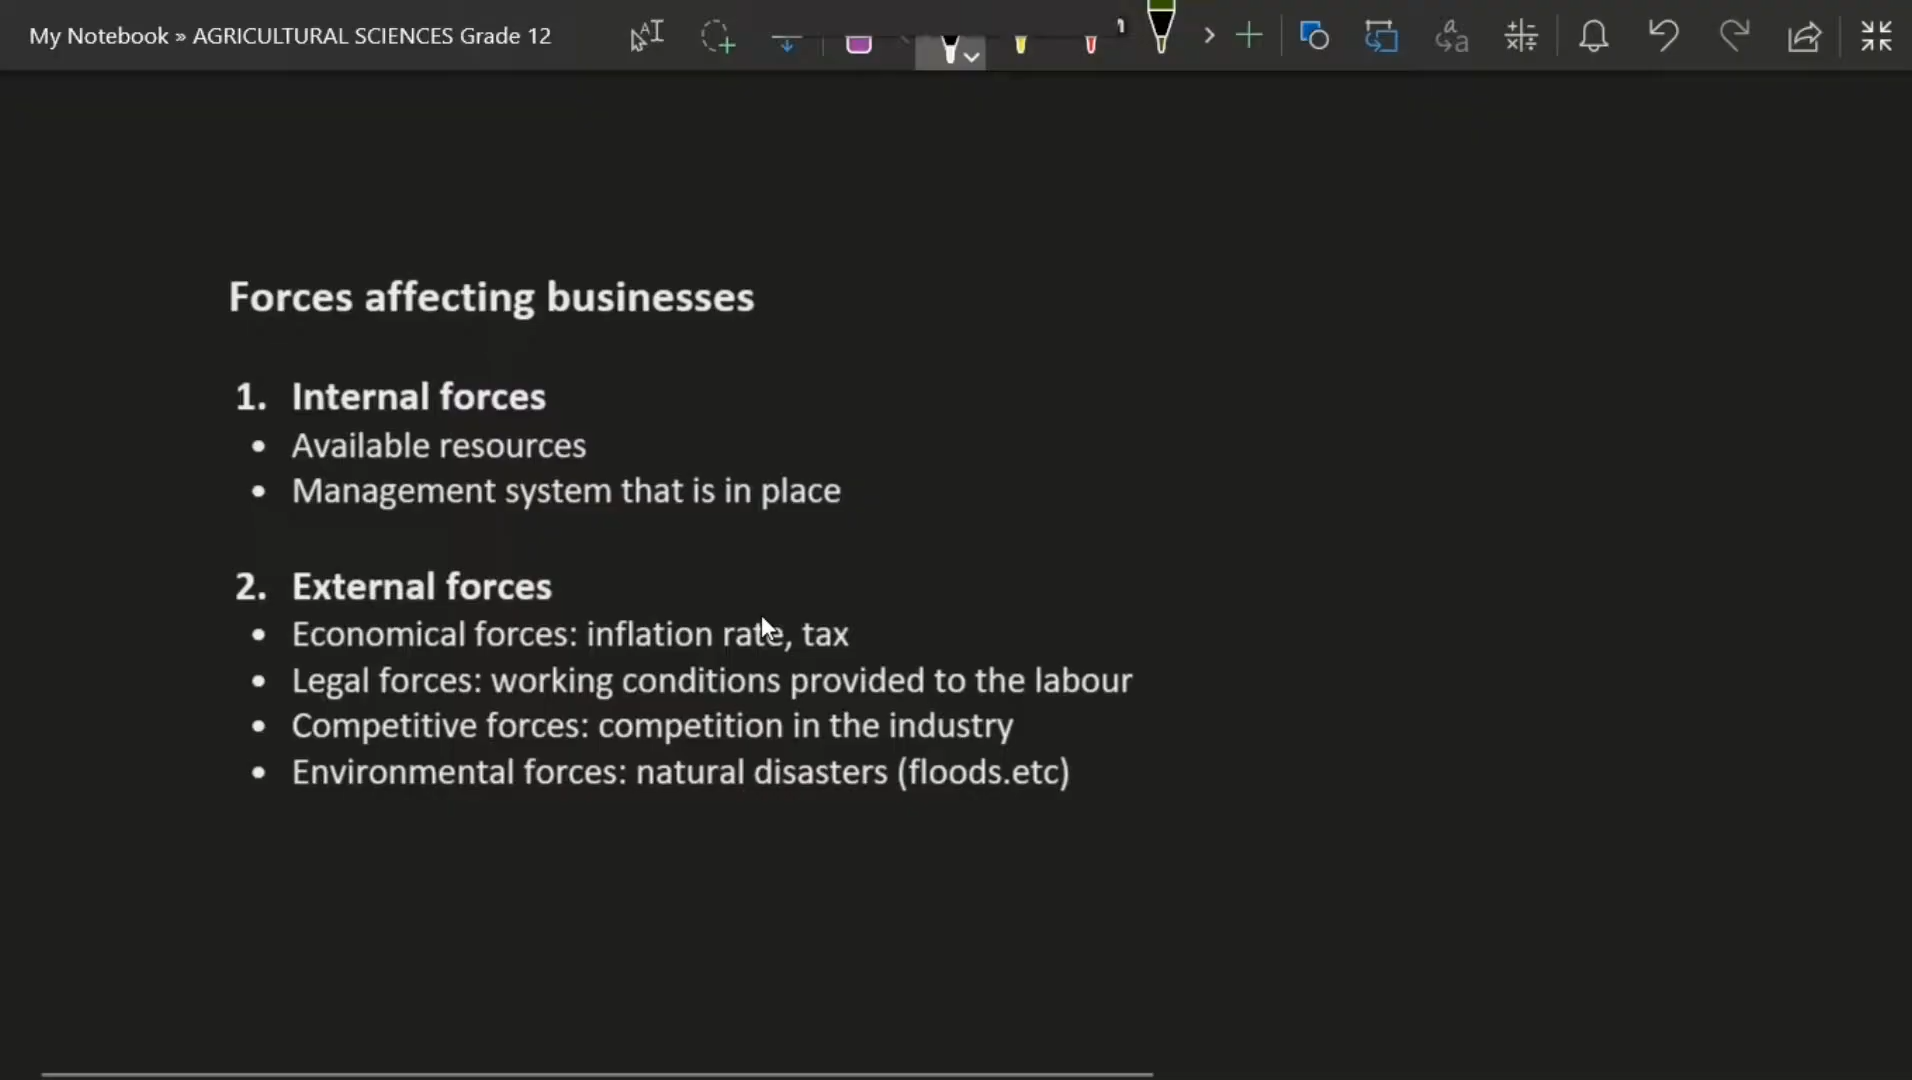 My Notebook » AGRICULTURAL SCIENCES Grade 12
Forces affecting businesses
1. Internal forces
• Available resources
• Management system that is in place
2. External forces
• Economical forces: inflation rate, tax
• Legal forces: working conditions provided to the labour
• Competitive forces: competition in the industry
• Environmental forces: natural disasters (floods.etc)